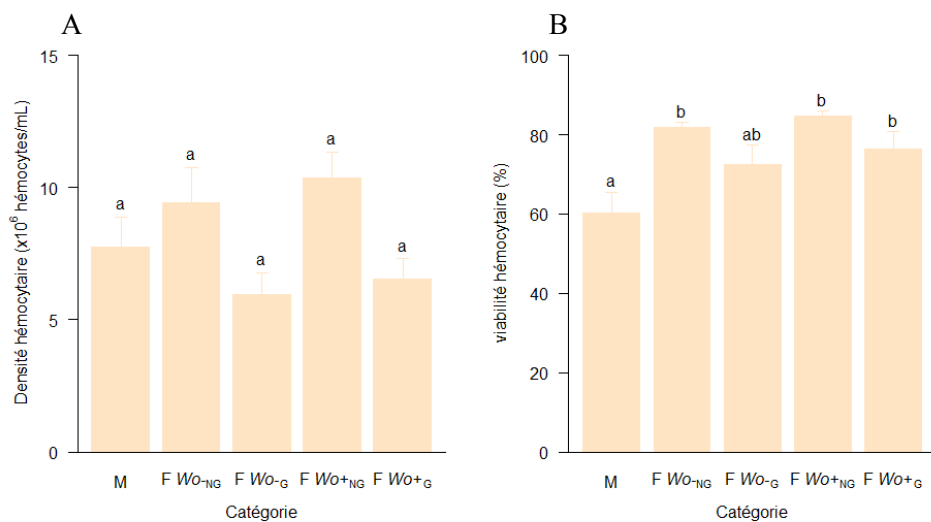 A
Densité hémocytaire (x10⁶ hémocytes/mL)
15
10
5
0
a
a
a
a
a
M
F Wo-NG
F Wo-G
F Wo+NG
F Wo+G
Catégorie
B
viabilité hémocytaire (%)
100
80
60
40
20
0
a
b
ab
b
b
M
F Wo-NG
F Wo-G
F Wo+NG
F Wo+G
Catégorie